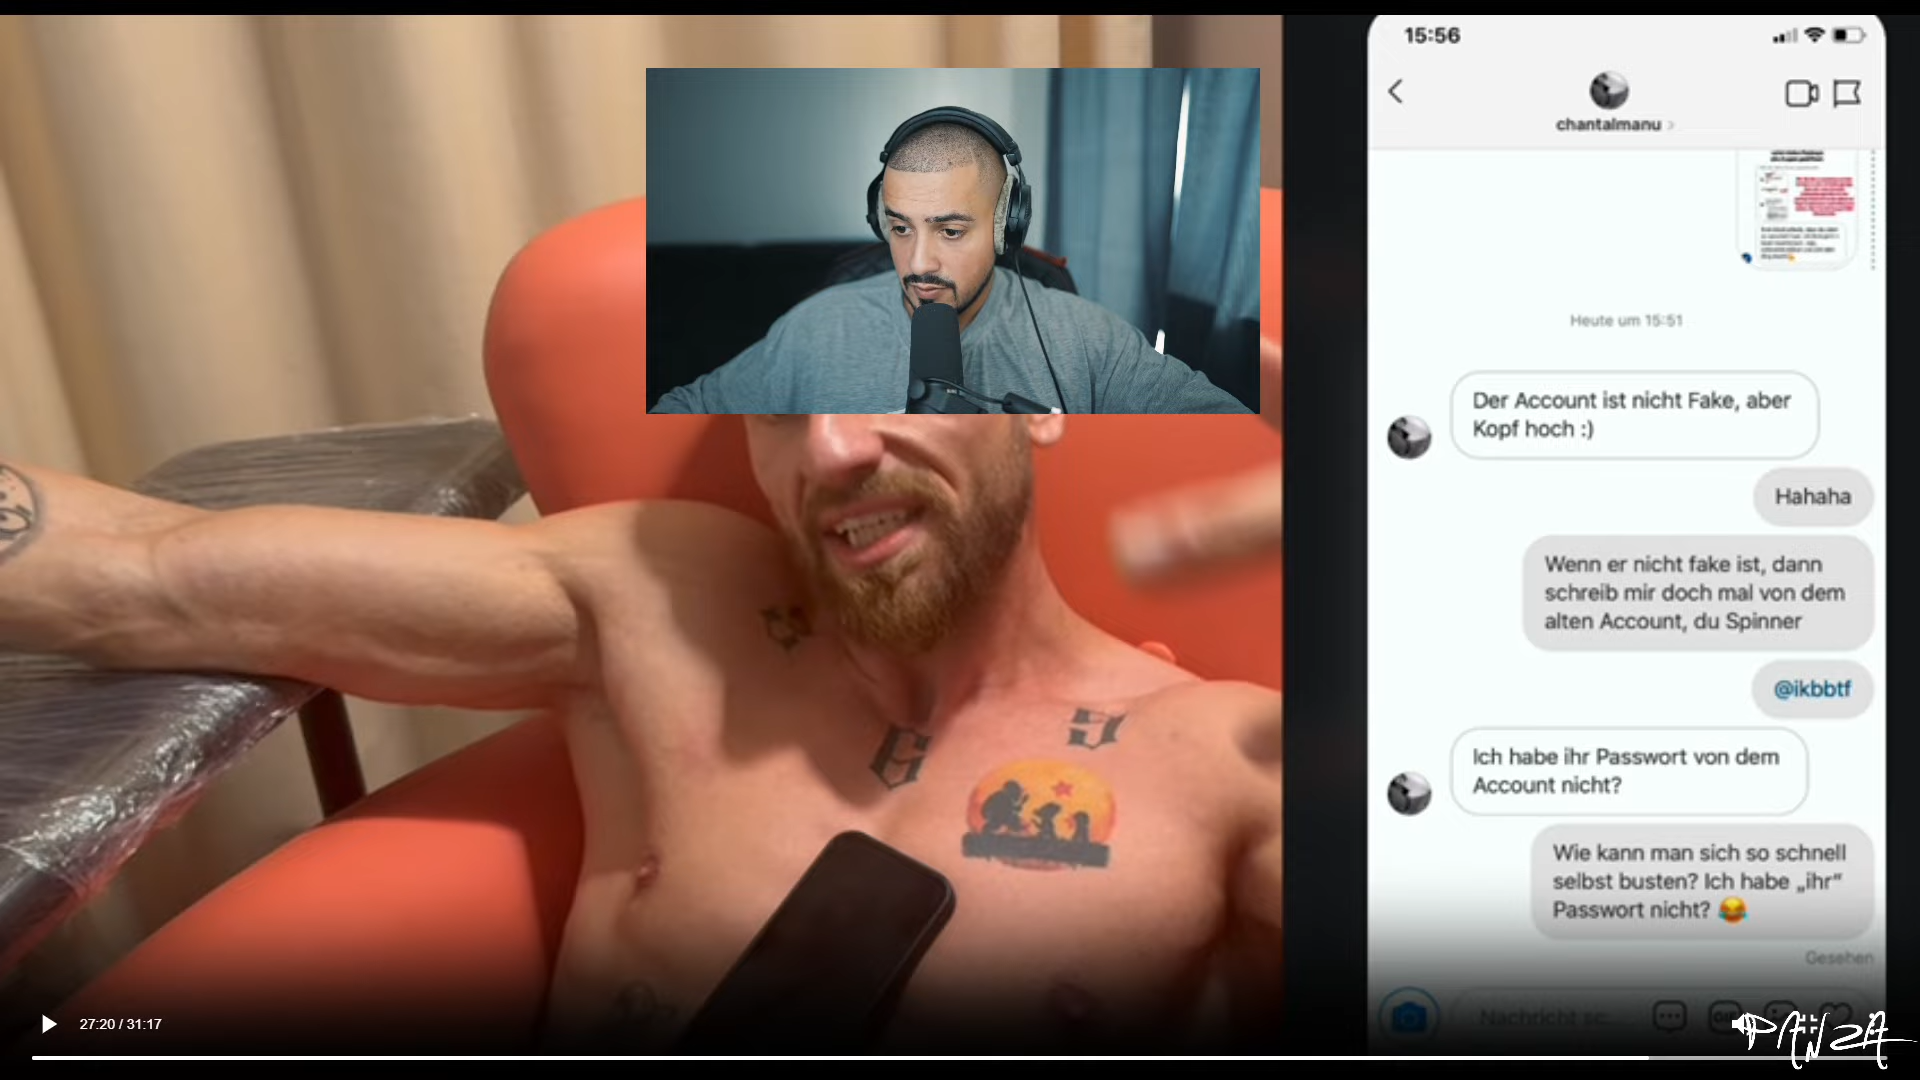 15:56
chantalmanu
Heute um 15:51
Der Account ist nicht Fake, aber
Kopf hoch :)
Hahaha
Wenn er nicht fake ist, dann
schreib mir doch mal von dem
alten Account, du Spinner
@ikbbtf
Ich habe ihr Passwort von dem
Account nicht?
Wie kann man sich so schnell
selbst busten? Ich habe „ihr“
Passwort nicht? 😂
Gesehen
Nachricht sc...
27:20 / 31:17
PANZA